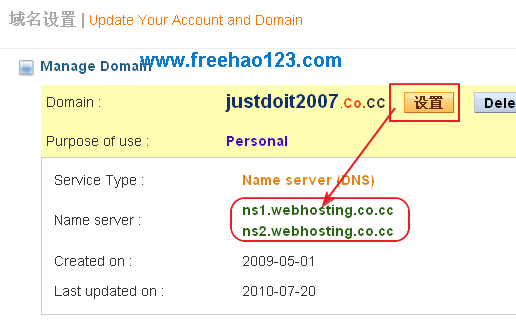 域名设置 | Update Your Account and Domain
www.freehao123.com
Manage Domain
Domain : justdoit2007.co.cc 设置
Purpose of use : Personal
Service Type : Name server (DNS)
Name server : ns1.webhosting.co.cc
ns2.webhosting.co.cc
Created on : 2009-05-01
Last updated on : 2010-07-20